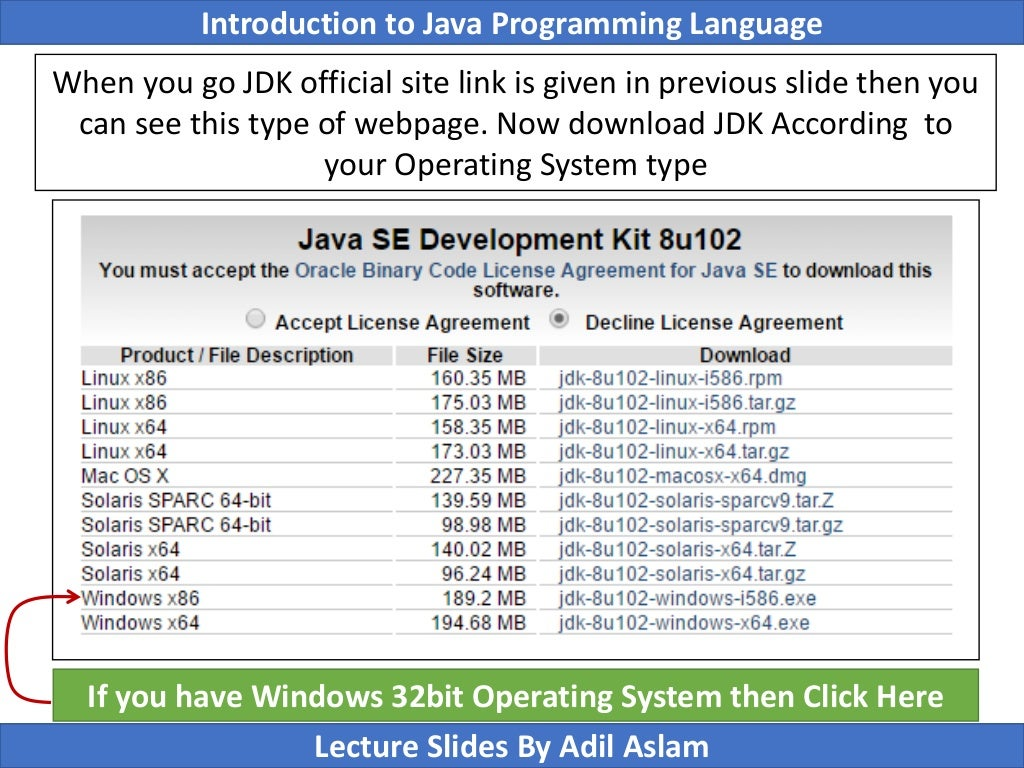 Introduction to Java Programming Language
When you go JDK official site link is given in previous slide then you
can see this type of webpage. Now download JDK According to
your Operating System type
Java SE Development Kit 8u102
You must accept the Oracle Binary Code License Agreement for Java SE to download this
software.
Accept License Agreement Decline License Agreement
Product / File Description File Size Download
Linux x86 160.35 MB jdk-8u102-linux-i586.rpm
Linux x86 175.03 MB jdk-8u102-linux-i586.tar.gz
Linux x64 158.35 MB jdk-8u102-linux-x64.rpm
Linux x64 173.03 MB jdk-8u102-linux-x64.tar.gz
Mac OS X 227.35 MB jdk-8u102-macosx-x64.dmg
Solaris SPARC 64-bit 139.59 MB jdk-8u102-solaris-sparcv9.tar.Z
Solaris SPARC 64-bit 98.98 MB jdk-8u102-solaris-sparcv9.tar.gz
Solaris x64 140.02 MB jdk-8u102-solaris-x64.tar.Z
Solaris x64 96.24 MB jdk-8u102-solaris-x64.tar.gz
Windows x86 189.2 MB jdk-8u102-windows-i586.exe
Windows x64 194.68 MB jdk-8u102-windows-x64.exe
If you have Windows 32bit Operating System then Click Here
Lecture Slides By Adil Aslam